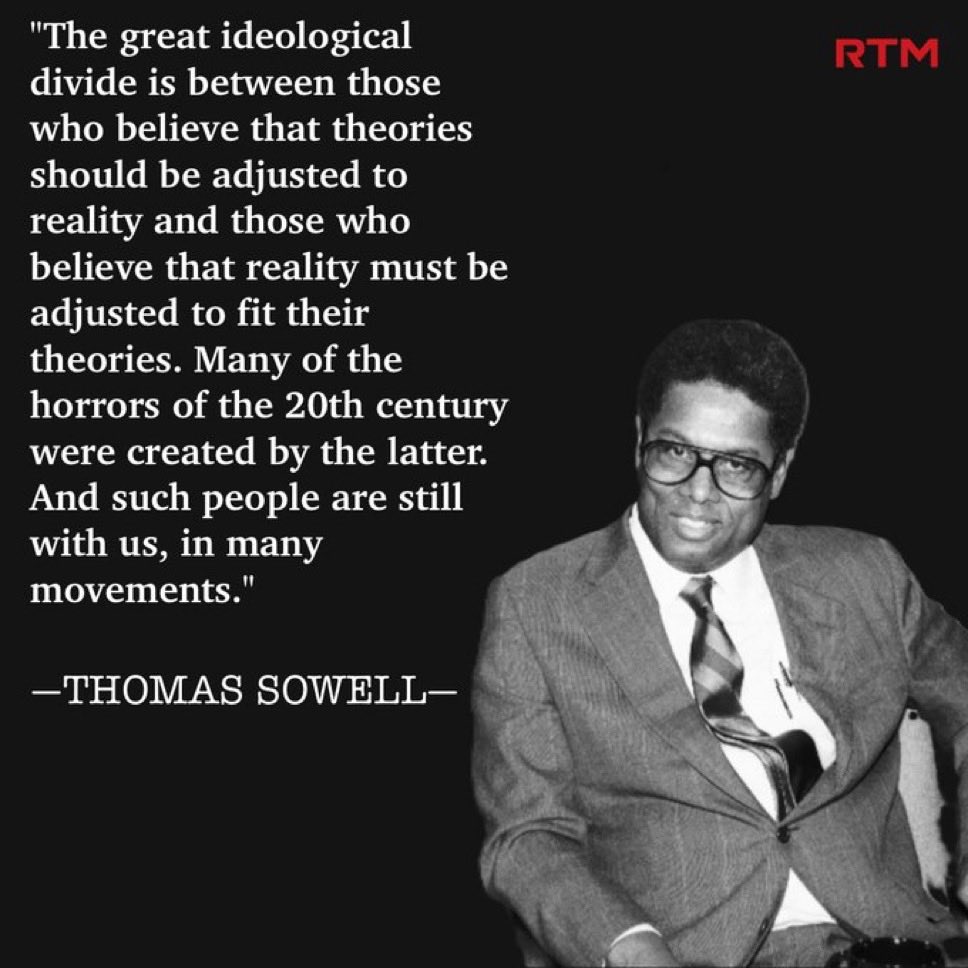 "The great ideological
divide is between those
who believe that theories
should be adjusted to
reality and those who
believe that reality must be
adjusted to fit their
theories. Many of the
horrors of the 20th century
were created by the latter.
And such people are still
with us, in many
movements."
—THOMAS SOWELL—
RTM